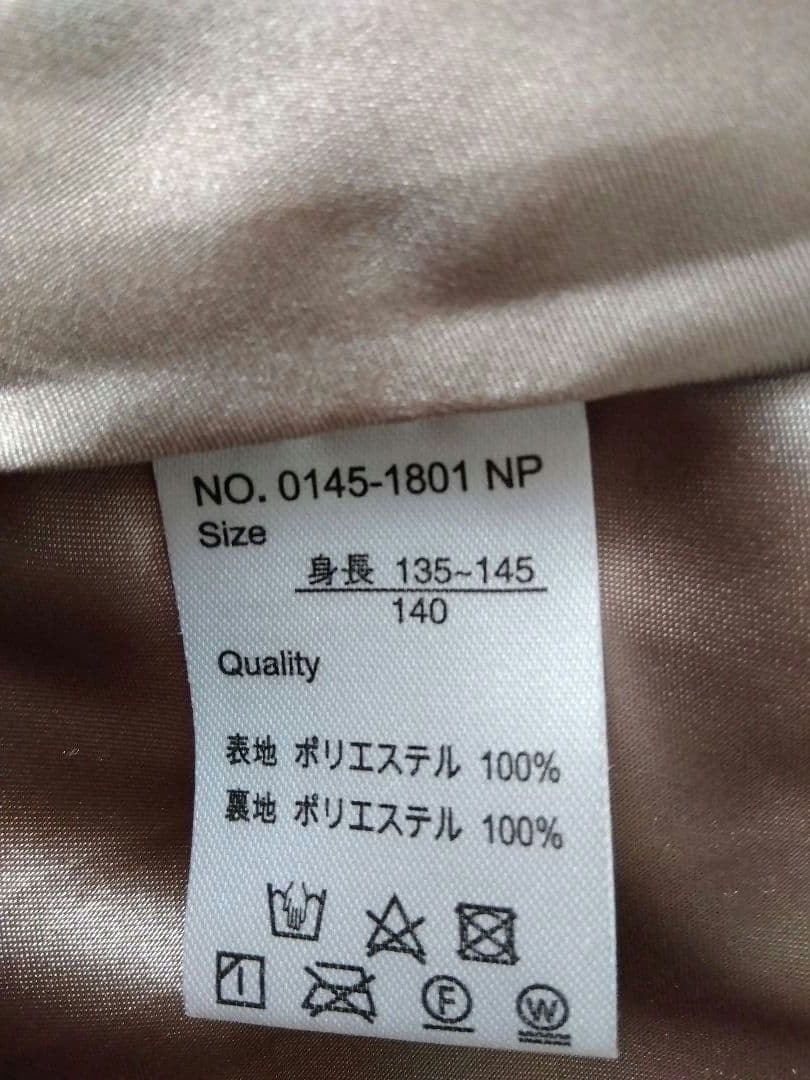 NO. 0145-1801 NP
Size
身長 135~145
140
Quality
表地 ポリエステル 100%
裏地 ポリエステル 100%
F
W